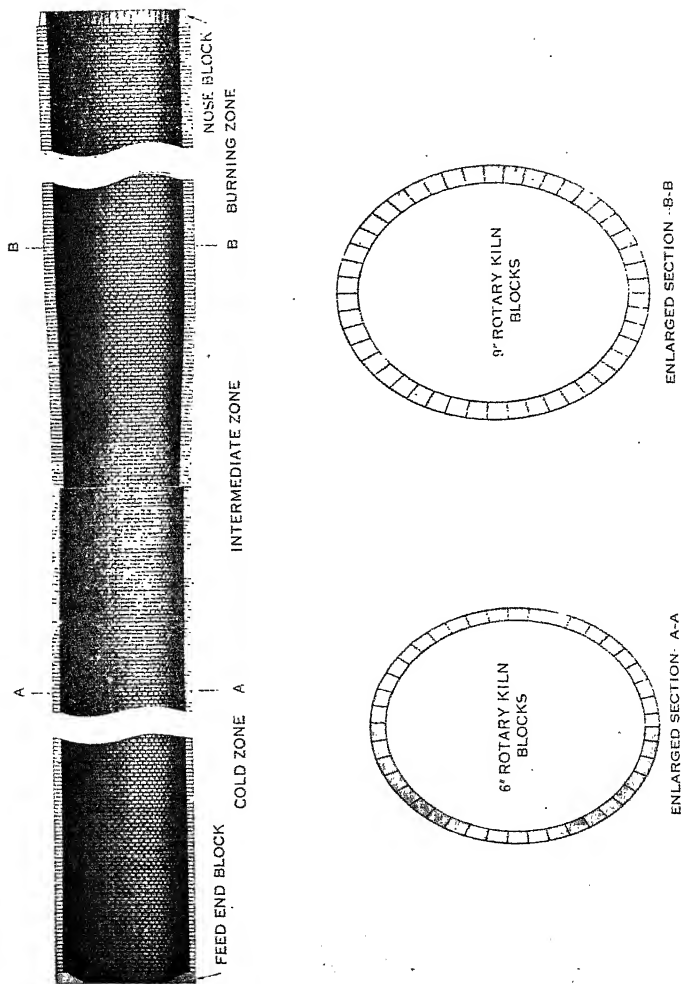 A
B
FEED END BLOCK
COLD ZONE
A
INTERMEDIATE ZONE
B
BURNING ZONE
NOSE BLOCK
6" ROTARY KILN
BLOCKS
9" ROTARY KILN
BLOCKS
ENLARGED SECTION A-A
ENLARGED SECTION B-B